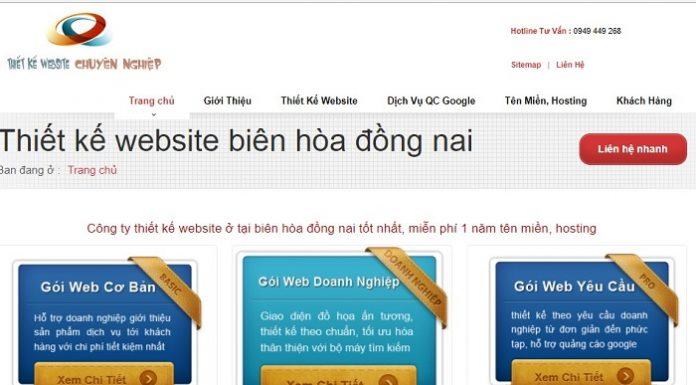 Hotline Tư Vấn : 0949 449 268
THIẾT KẾ WEBSITE CHUYÊN NGHIỆP
Sitemap | Liên Hệ
Trang chủ Giới Thiệu Thiết Kế Website Dịch Vụ QC Google Tên Miền, Hosting Khách Hàng
Thiết kế website biên hòa đồng nai
Liên hệ nhanh
Bạn đang ở : Trang chủ
Công ty thiết kế website ở tại biên hòa đồng nai tốt nhất, miễn phí 1 năm tên miền, hosting
BASIC
Gói Web Cơ Bản
Hỗ trợ doanh nghiệp giới thiệu
sản phẩm dịch vụ tới khách
hàng với chi phí tiết kiệm nhất
Xem Chi Tiết
DOANH NGHIỆP
Gói Web Doanh Nghiệp
Giao diện đồ họa ấn tượng,
thiết kế theo chuẩn, tối ưu hóa
thân thiện với bộ máy tìm kiếm
Xem Chi Tiết
PRO
Gói Web Yêu Cầu
thiết kế theo yêu cầu doanh
nghiệp từ đơn giản đến phức
tạp, hỗ trợ quảng cáo google
Xem Chi Tiết